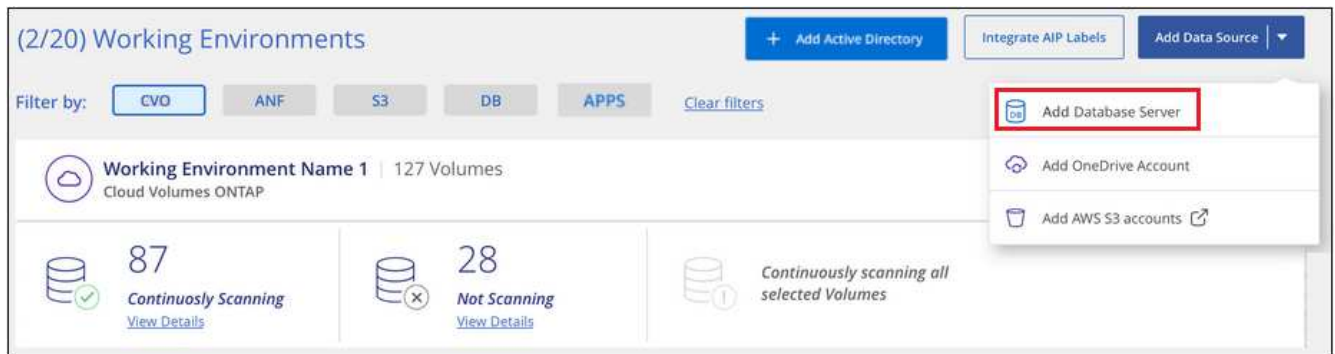 (2/20) Working Environments
+ Add Active Directory
Integrate AIP Labels
Add Data Source
Filter by:
CVO
ANF
S3
DB
APPS
Clear filters
DB
Add Database Server
Add OneDrive Account
Add AWS S3 accounts
Working Environment Name 1 | 127 Volumes
Cloud Volumes ONTAP
87
Continuosly Scanning
View Details
28
Not Scanning
View Details
Continuously scanning all
selected Volumes